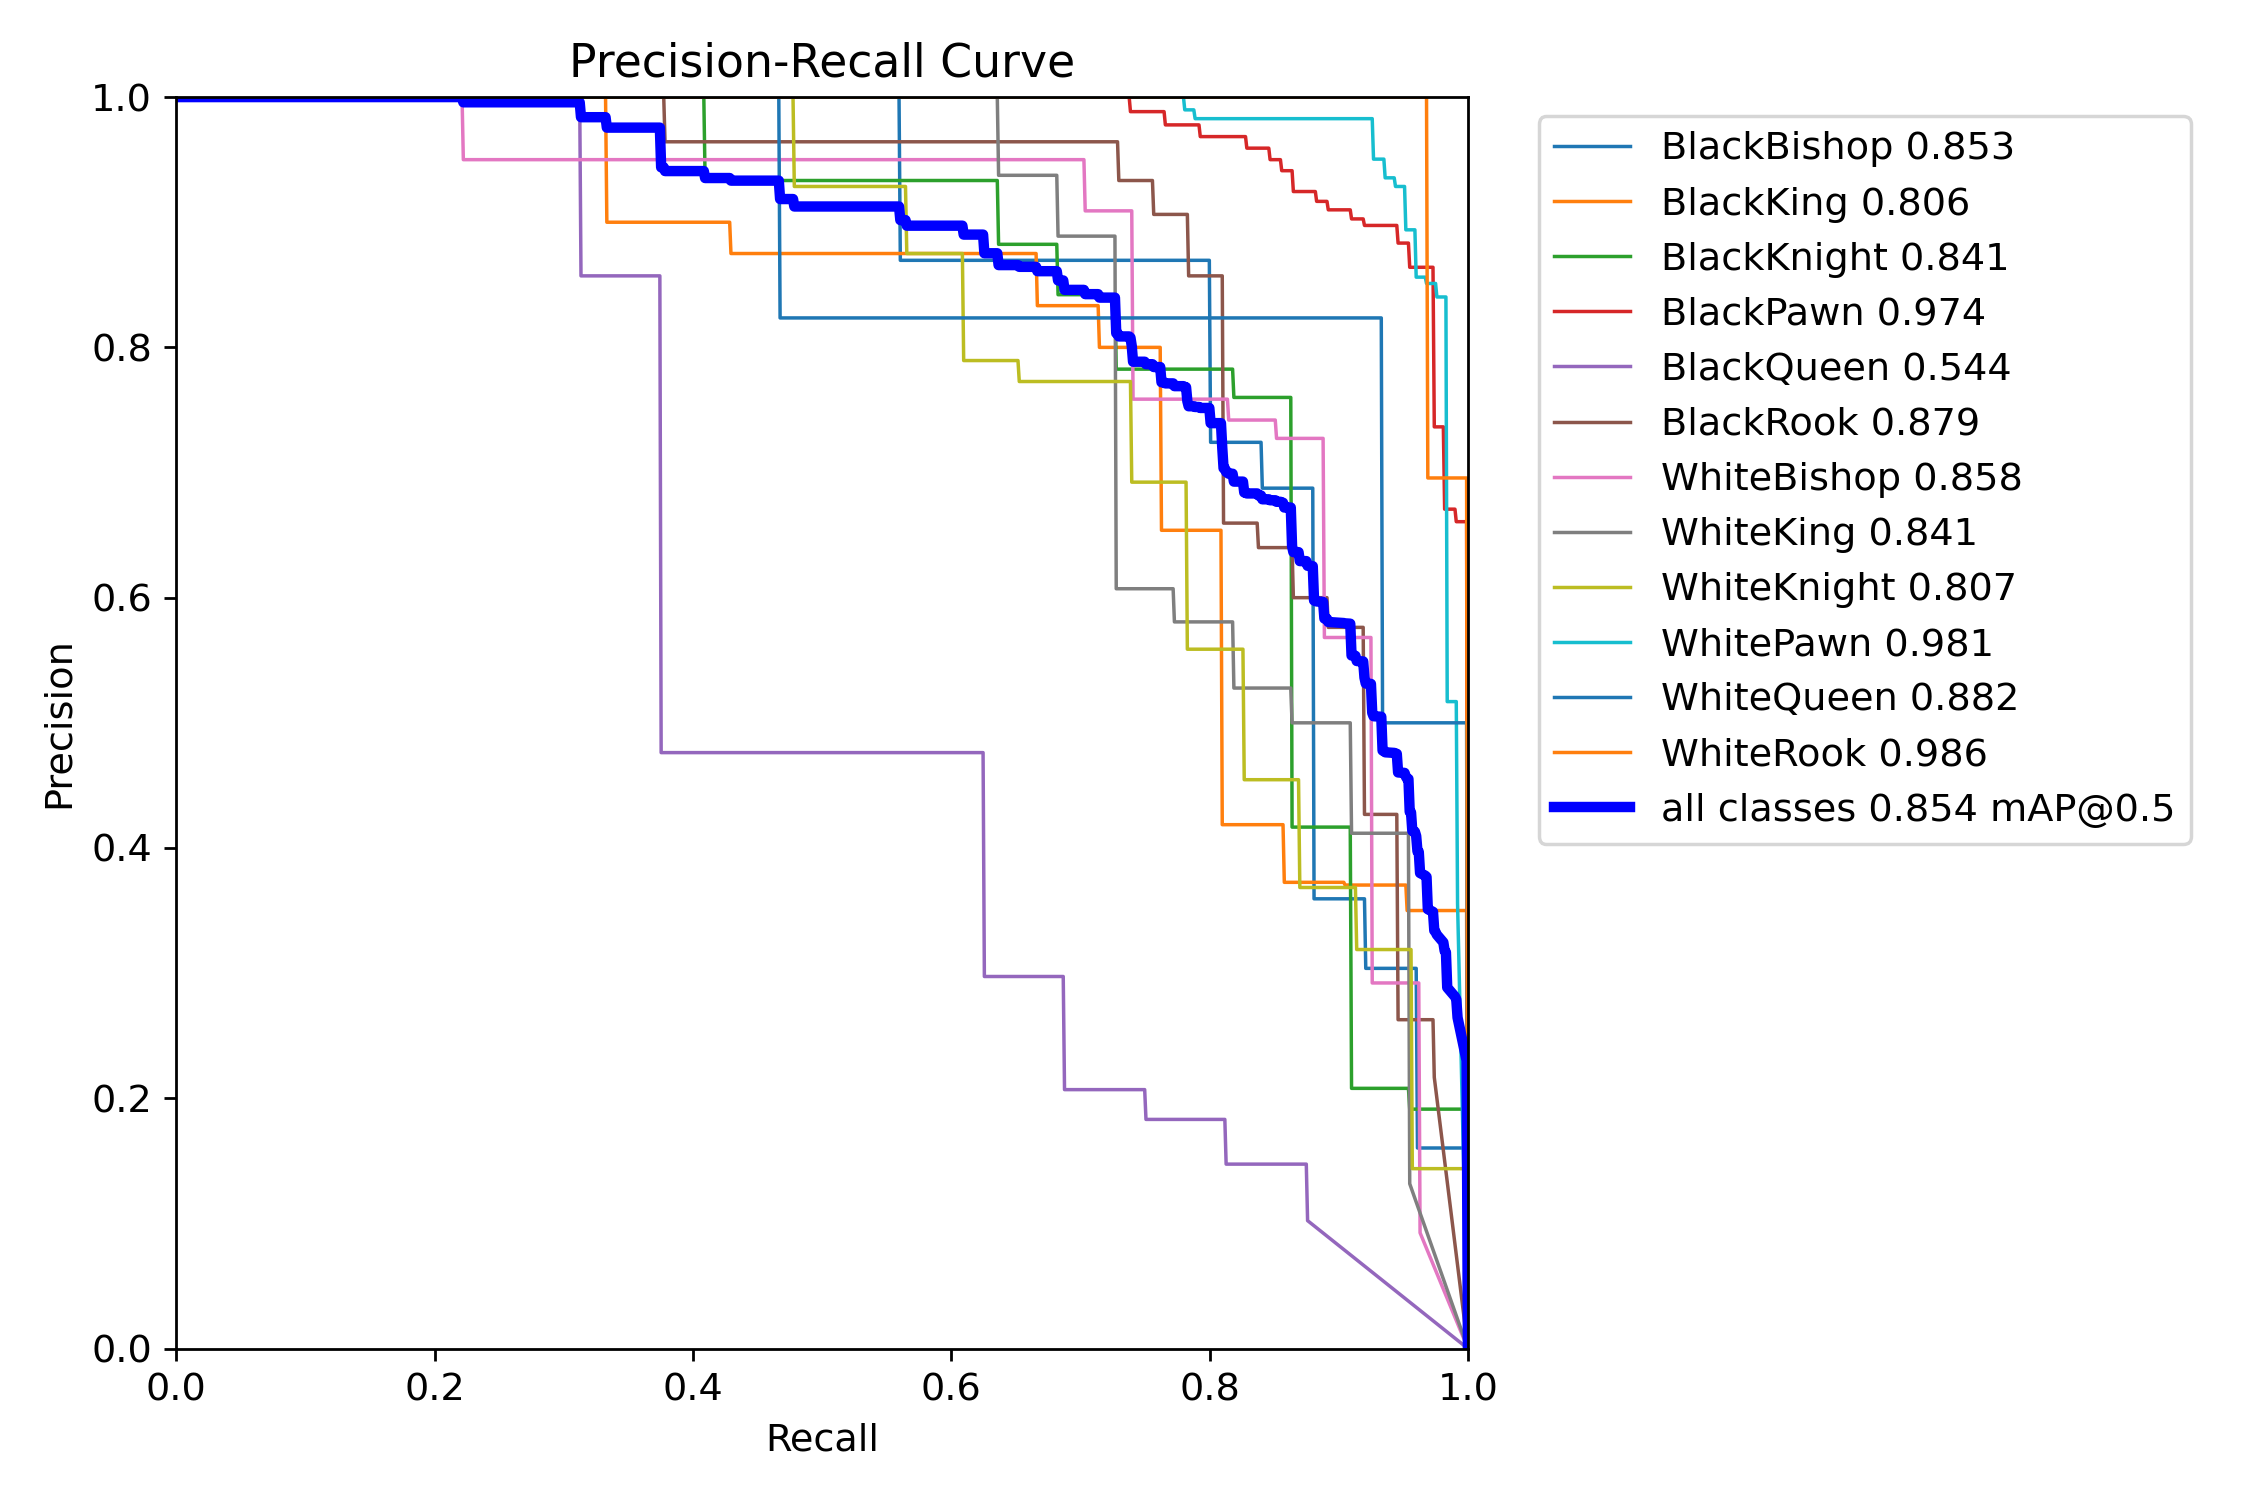 Precision-Recall Curve
1.0
0.8
0.6
0.4
0.2
0.0
Precision
0.0 0.2 0.4 0.6 0.8 1.0
Recall
BlackBishop 0.853
BlackKing 0.806
BlackKnight 0.841
BlackPawn 0.974
BlackQueen 0.544
BlackRook 0.879
WhiteBishop 0.858
WhiteKing 0.841
WhiteKnight 0.807
WhitePawn 0.981
WhiteQueen 0.882
WhiteRook 0.986
all classes 0.854 mAP@0.5